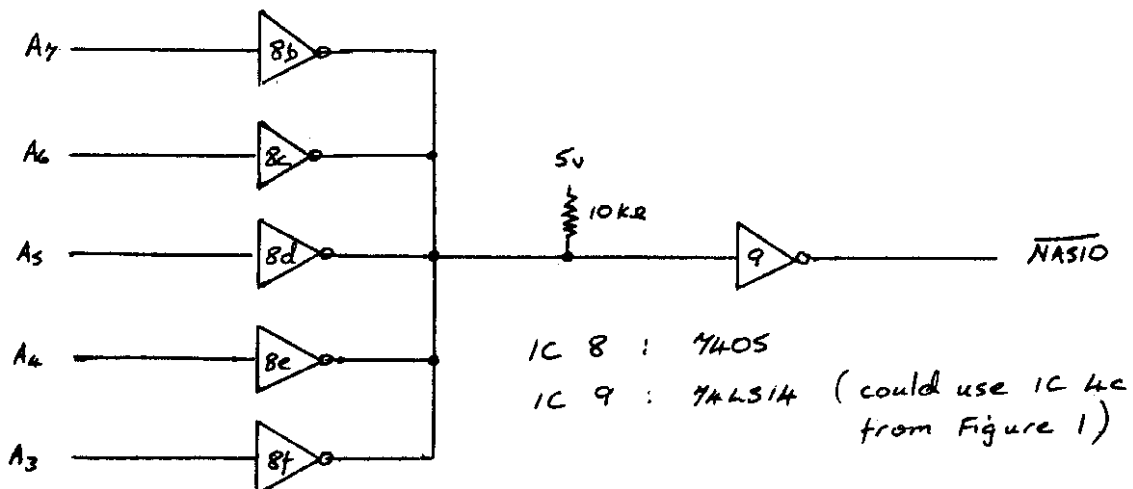 A7
8b
A6
8c
5v
10kΩ
A5
8d
9
NASIO
A4
8e
IC 8 : 7405
IC 9 : 74LS14 (could use IC 4c
from Figure 1)
A3
8f